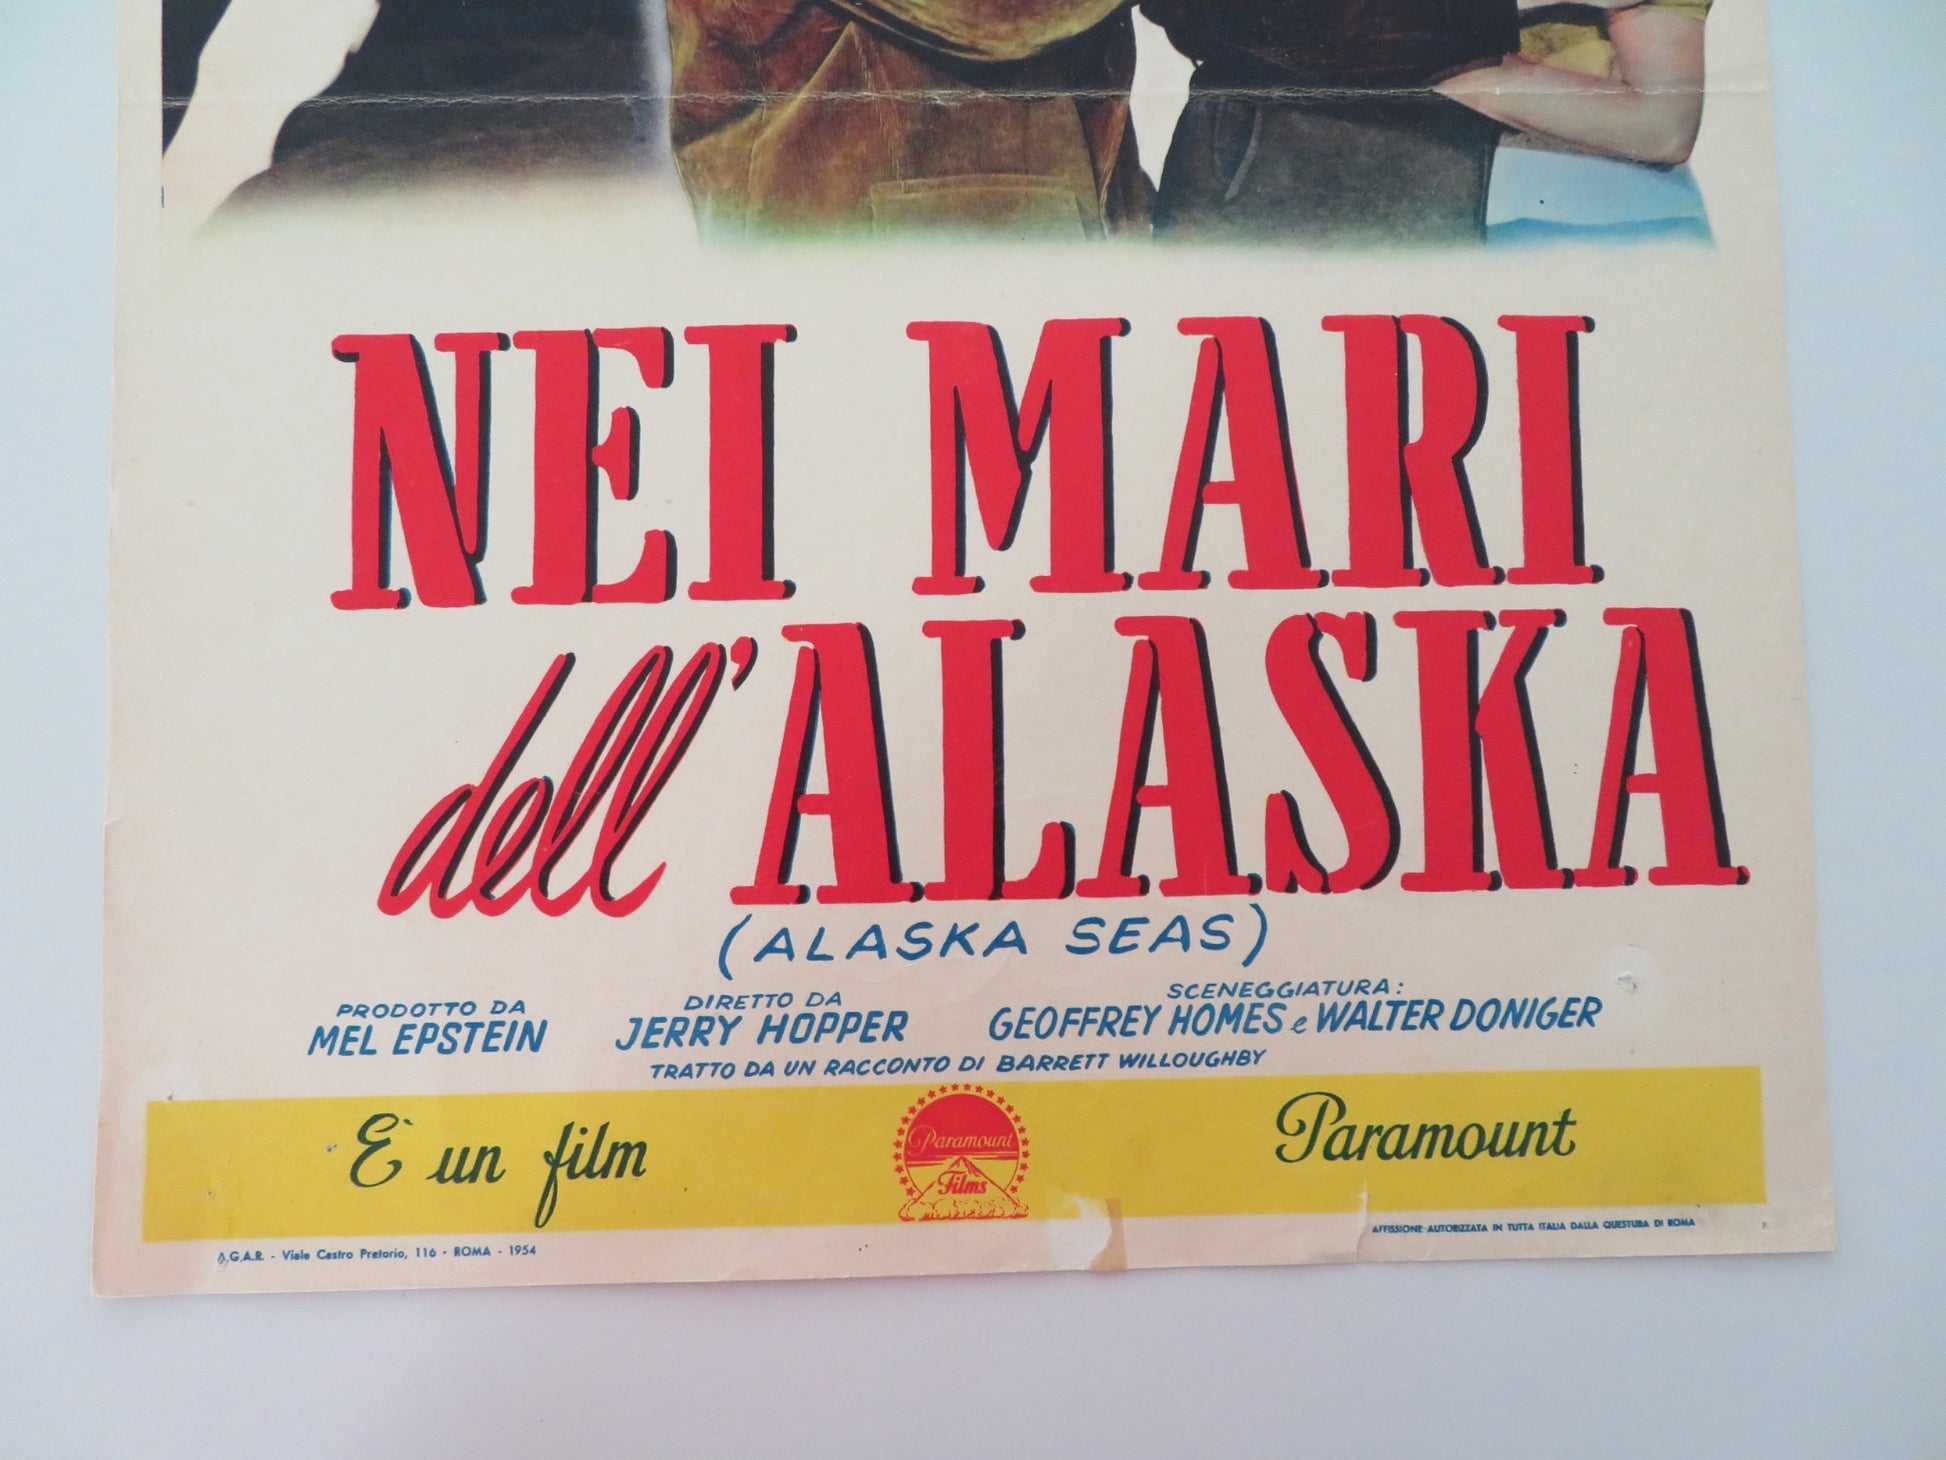 NEI MARI
dell'ALASKA
(ALASKA SEAS)
PRODOTTO DA
MEL EPSTEIN
DIRETTO DA
JERRY HOPPER
SCENEGGIATURA:
GEOFFREY HOMES e WALTER DONIGER
TRATTO DA UN RACCONTO DI BARRETT WILLOUGHBY
È un film
Paramount
Films
Paramount
A.G.A.R. - Viale Castro Pretorio, 116 - ROMA - 1954
AFFISSIONE AUTORIZZATA IN TUTTA ITALIA DALLA QUESTURA DI ROMA